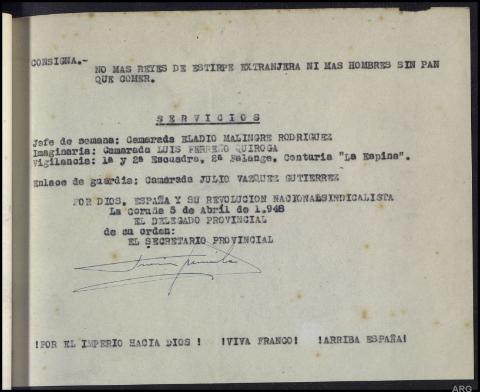 CONSIGNA.-
NO MAS REYES DE ESTIRPE EXTRANJERA NI MAS HOMBRES SIN PAN
QUE COMER.
SERVICIOS
Jefe de semana: Camarada ELADIO MALINGRE RODRIGUEZ
Imaginaria: Camarada LUIS FERREÑO QUIROGA
Vigilancia: 1ª y 2ª Escuadra, 2ª Falange, Centuria "La Espina".
Enlace de guardia: Camarada JULIO VAZQUEZ GUTIERREZ
POR DIOS, ESPAÑA Y SU REVOLUCION NACIONALSINDICALISTA
La Coruña 5 de Abril de 1.948
EL DELEGADO PROVINCIAL
de su orden:
EL SECRETARIO PROVINCIAL
¡POR EL IMPERIO HACIA DIOS ! ¡VIVA FRANCO! ¡ARRIBA ESPAÑA!
ARG